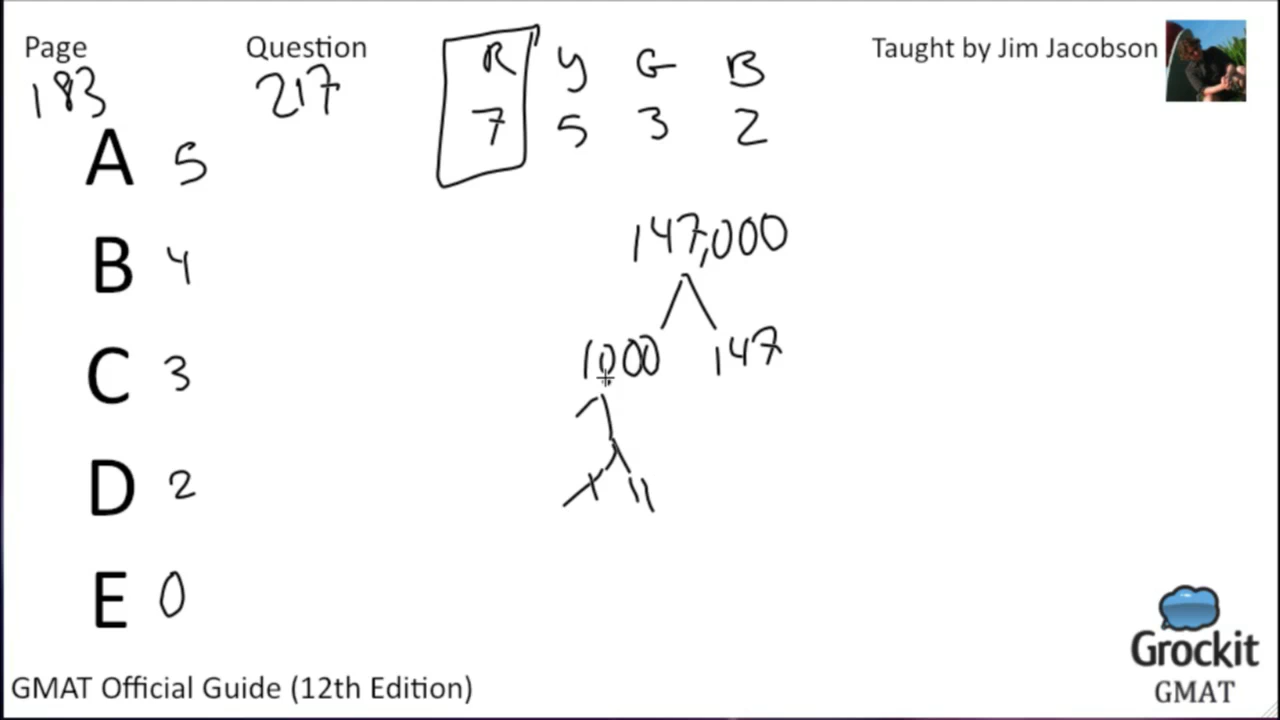 Page Question R Y G B Taught by Jim Jacobson
183 217 7 5 3 2
A 5
147,000
B 4
1000 147
C 3
D 2
E 0
Grockit
GMAT
GMAT Official Guide (12th Edition)